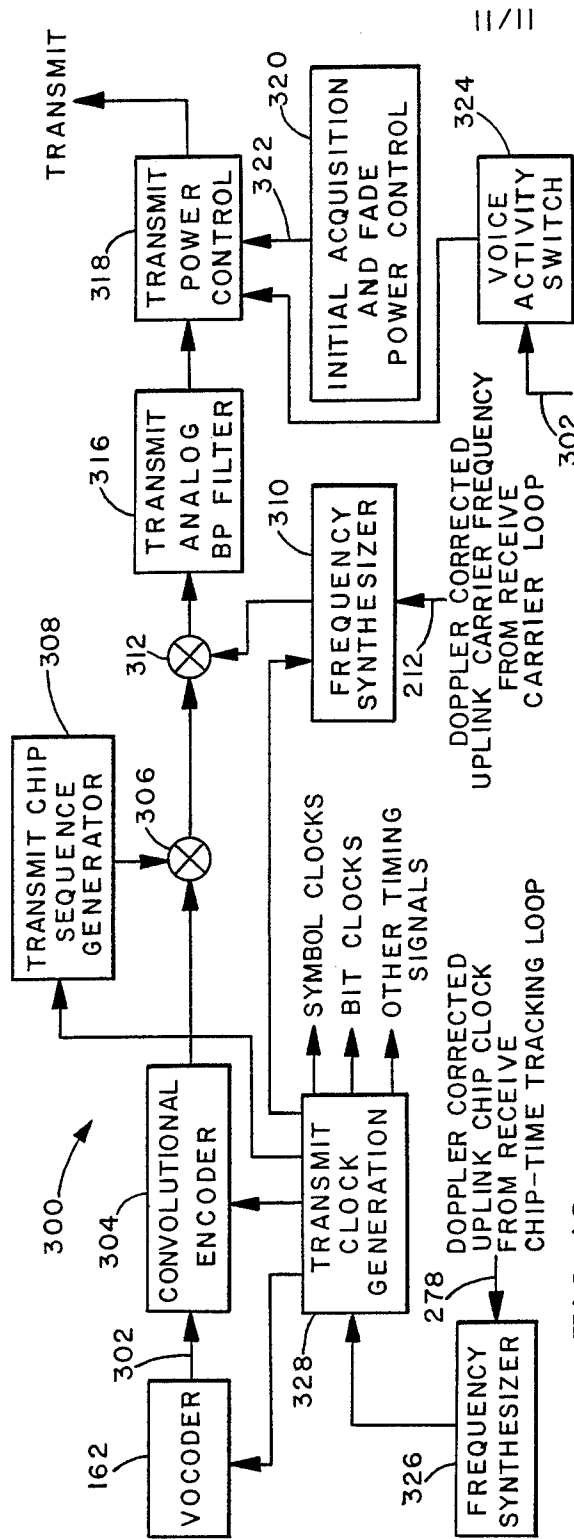 11/11
TRANSMIT
308
TRANSMIT CHIP
SEQUENCE
GENERATOR
316
TRANSMIT
ANALOG
BP FILTER
318
TRANSMIT
POWER
CONTROL
300
306
312
322
320
INITIAL ACQUISITION
AND FADE
POWER CONTROL
162
VOCODER
302
304
CONVOLUTIONAL
ENCODER
310
FREQUENCY
SYNTHESIZER
324
VOICE
ACTIVITY
SWITCH
302
328
TRANSMIT
CLOCK
GENERATION
SYMBOL CLOCKS
BIT CLOCKS
OTHER TIMING
SIGNALS
212
DOPPLER CORRECTED
UPLINK CARRIER FREQUENCY
FROM RECEIVE
CARRIER LOOP
326
FREQUENCY
SYNTHESIZER
278
DOPPLER CORRECTED
UPLINK CHIP CLOCK
FROM RECEIVE
CHIP-TIME TRACKING LOOP